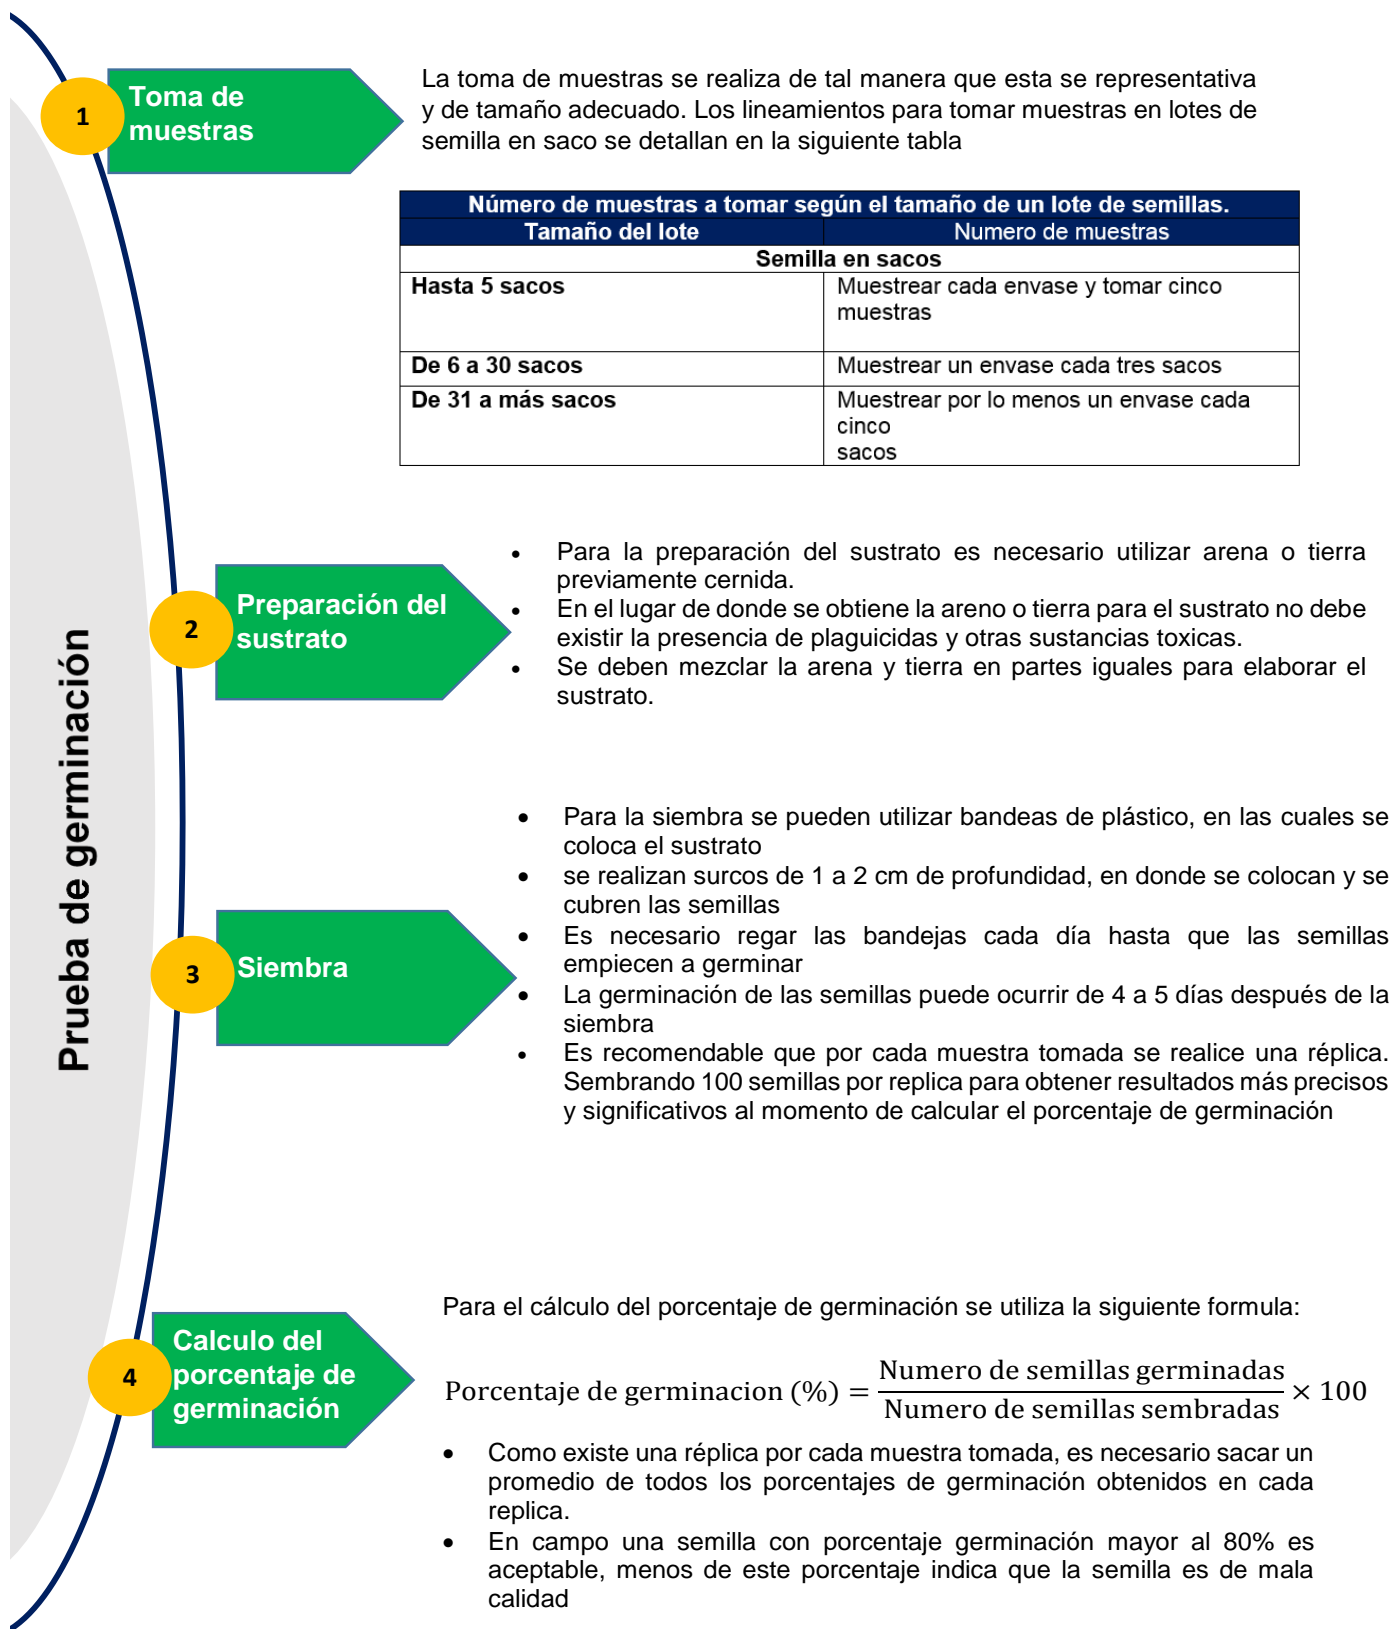 Prueba de germinación
1
Toma de
muestras
La toma de muestras se realiza de tal manera que esta se representativa
y de tamaño adecuado. Los lineamientos para tomar muestras en lotes de
semilla en saco se detallan en la siguiente tabla
Número de muestras a tomar según el tamaño de un lote de semillas.
Tamaño del lote Numero de muestras
Semilla en sacos
Hasta 5 sacos Muestrear cada envase y tomar cinco
muestras
De 6 a 30 sacos Muestrear un envase cada tres sacos
De 31 a más sacos Muestrear por lo menos un envase cada
cinco
sacos
2
Preparación del
sustrato
• Para la preparación del sustrato es necesario utilizar arena o tierra
previamente cernida.
• En el lugar de donde se obtiene la areno o tierra para el sustrato no debe
existir la presencia de plaguicidas y otras sustancias toxicas.
• Se deben mezclar la arena y tierra en partes iguales para elaborar el
sustrato.
3
Siembra
• Para la siembra se pueden utilizar bandeas de plástico, en las cuales se
coloca el sustrato
• se realizan surcos de 1 a 2 cm de profundidad, en donde se colocan y se
cubren las semillas
• Es necesario regar las bandejas cada día hasta que las semillas
empiecen a germinar
• La germinación de las semillas puede ocurrir de 4 a 5 días después de la
siembra
• Es recomendable que por cada muestra tomada se realice una réplica.
Sembrando 100 semillas por replica para obtener resultados más precisos
y significativos al momento de calcular el porcentaje de germinación
4
Calculo del
porcentaje de
germinación
Para el cálculo del porcentaje de germinación se utiliza la siguiente formula:
Porcentaje de germinacion (%) = Numero de semillas germinadas / Numero de semillas sembradas × 100
• Como existe una réplica por cada muestra tomada, es necesario sacar un
promedio de todos los porcentajes de germinación obtenidos en cada
replica.
• En campo una semilla con porcentaje germinación mayor al 80% es
aceptable, menos de este porcentaje indica que la semilla es de mala
calidad